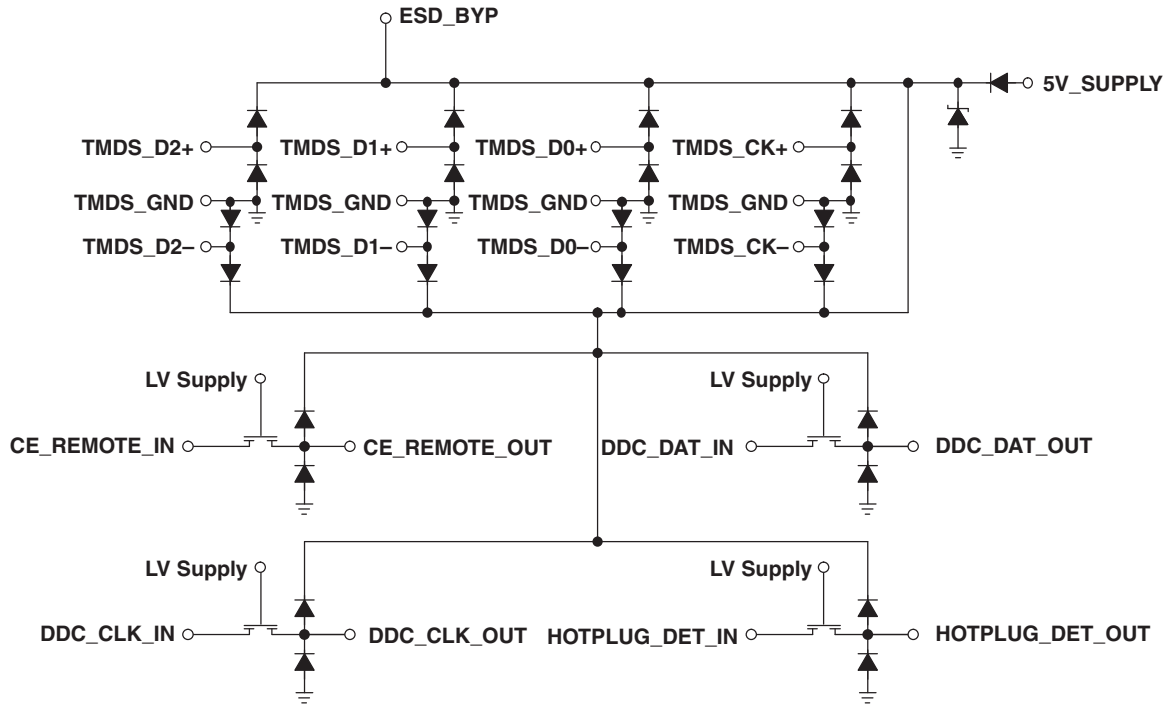 ESD_BYP
5V_SUPPLY
TMDS_D2+ TMDS_D1+ TMDS_D0+ TMDS_CK+
TMDS_GND TMDS_GND TMDS_GND TMDS_GND
TMDS_D2– TMDS_D1– TMDS_D0– TMDS_CK–
LV Supply LV Supply
CE_REMOTE_IN CE_REMOTE_OUT DDC_DAT_IN DDC_DAT_OUT
LV Supply LV Supply
DDC_CLK_IN DDC_CLK_OUT HOTPLUG_DET_IN HOTPLUG_DET_OUT